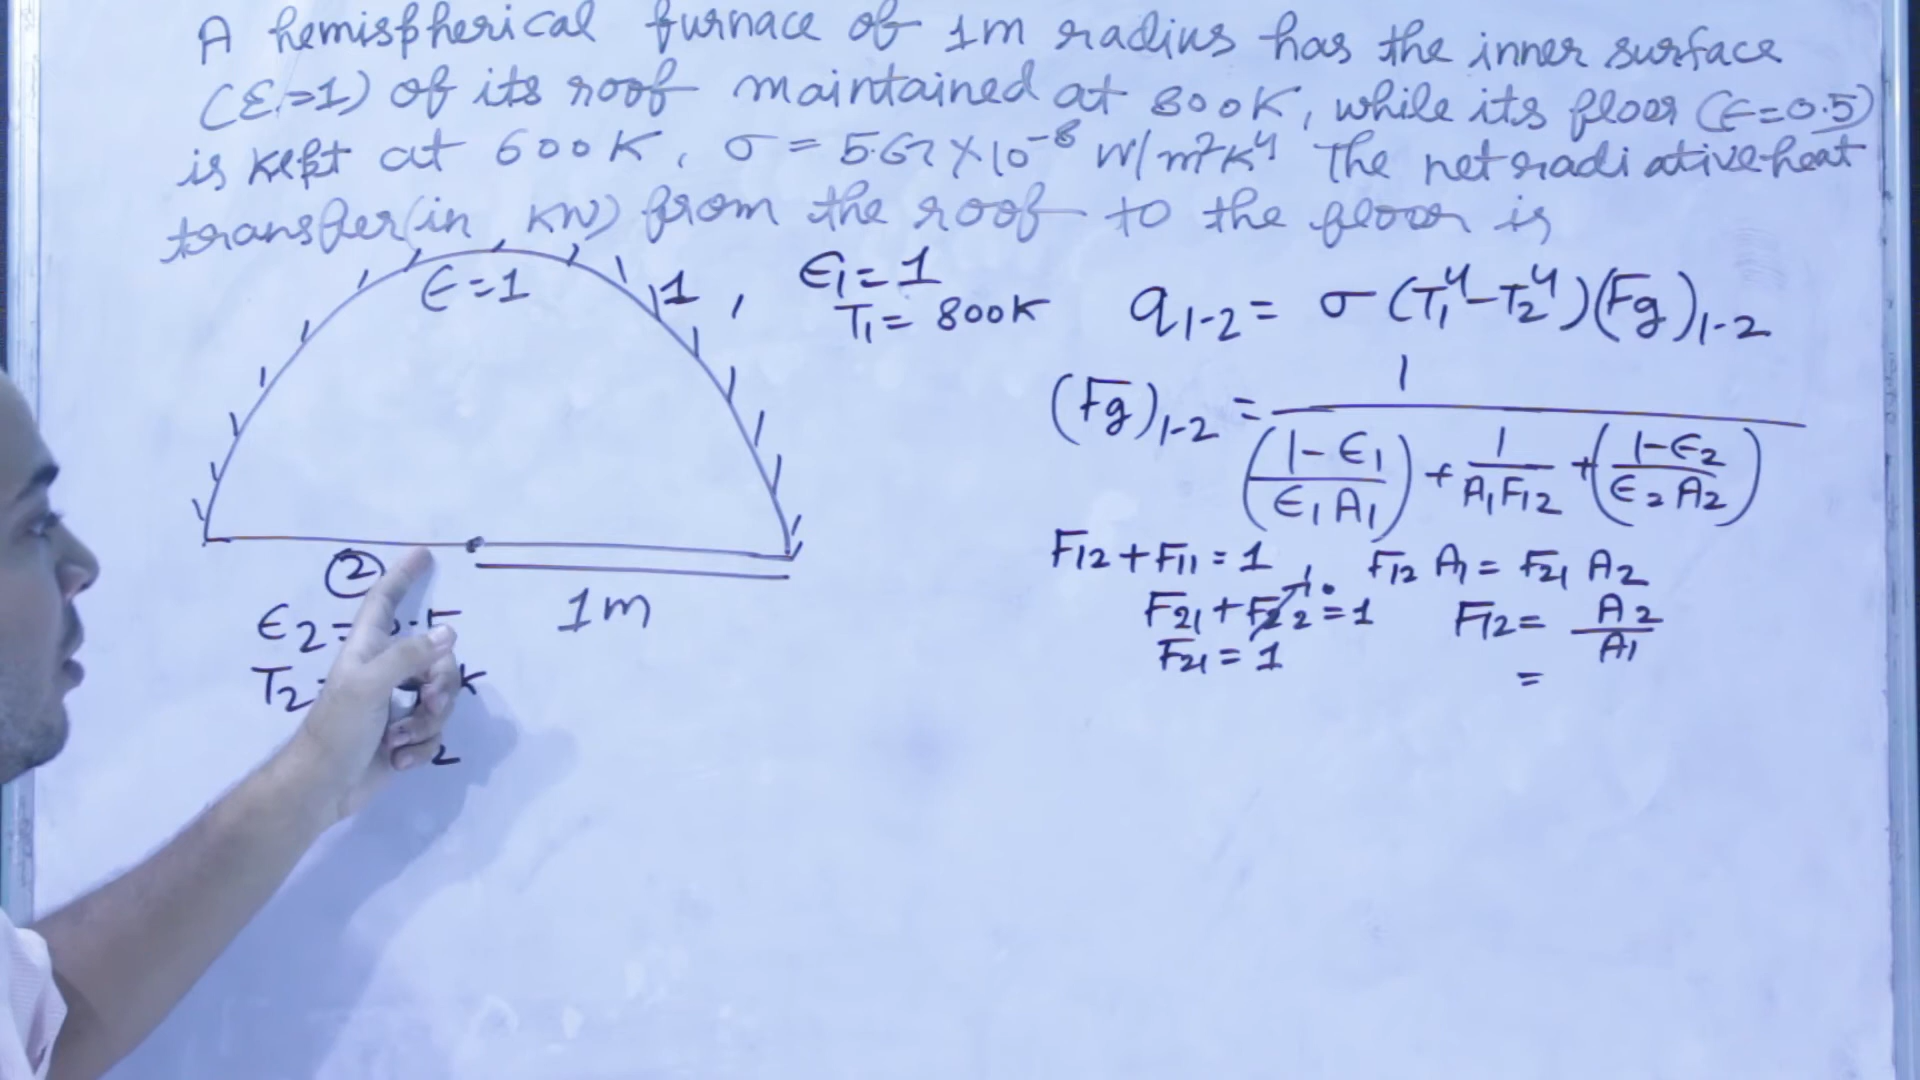 A hemispherical furnace of 1m radius has the inner surface
(ε=1) of its roof maintained at 800K, while its floor (ε=0.5)
is kept at 600K, σ = 5.67×10⁻⁸ W/m²K⁴ The net radiative heat
transfer (in KW) from the roof to the floor is
ε=1
1,
ε₁=1
T₁= 800K
q₁₋₂= σ(T₁⁴-T₂⁴)(Fg)₁₋₂
(Fg)₁₋₂= 1 / ((1-ε₁)/(ε₁A₁)) + 1/(A₁F₁₂) + ((1-ε₂)/(ε₂A₂))
F₁₂+F₁₁=1, F₁₂A₁=F₂₁A₂
F₂₁+F₂₂=1 F₁₂= A₂/A₁
F₂₁=1 =
②
1m
ε₂=
T₂= K
2